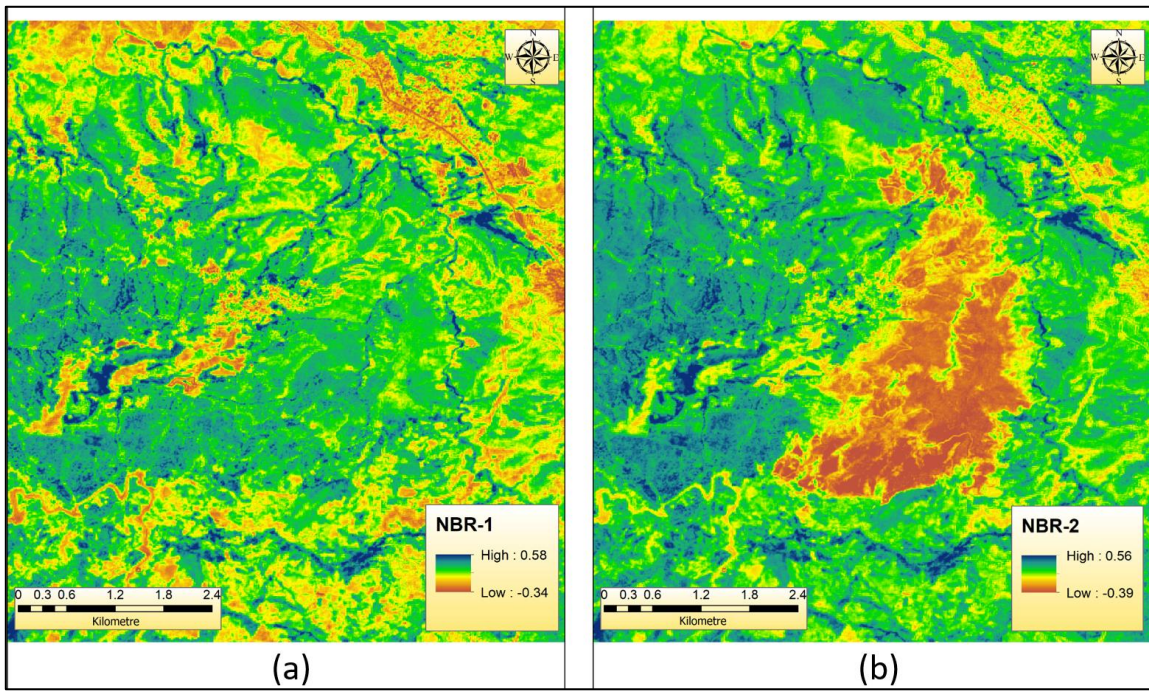 N
W E
S
N
W E
S
NBR-1
High : 0.58
Low : -0.34
NBR-2
High : 0.56
Low : -0.39
0 0.3 0.6 1.2 1.8 2.4
Kilometre
0 0.3 0.6 1.2 1.8 2.4
Kilometre
(a)
(b)